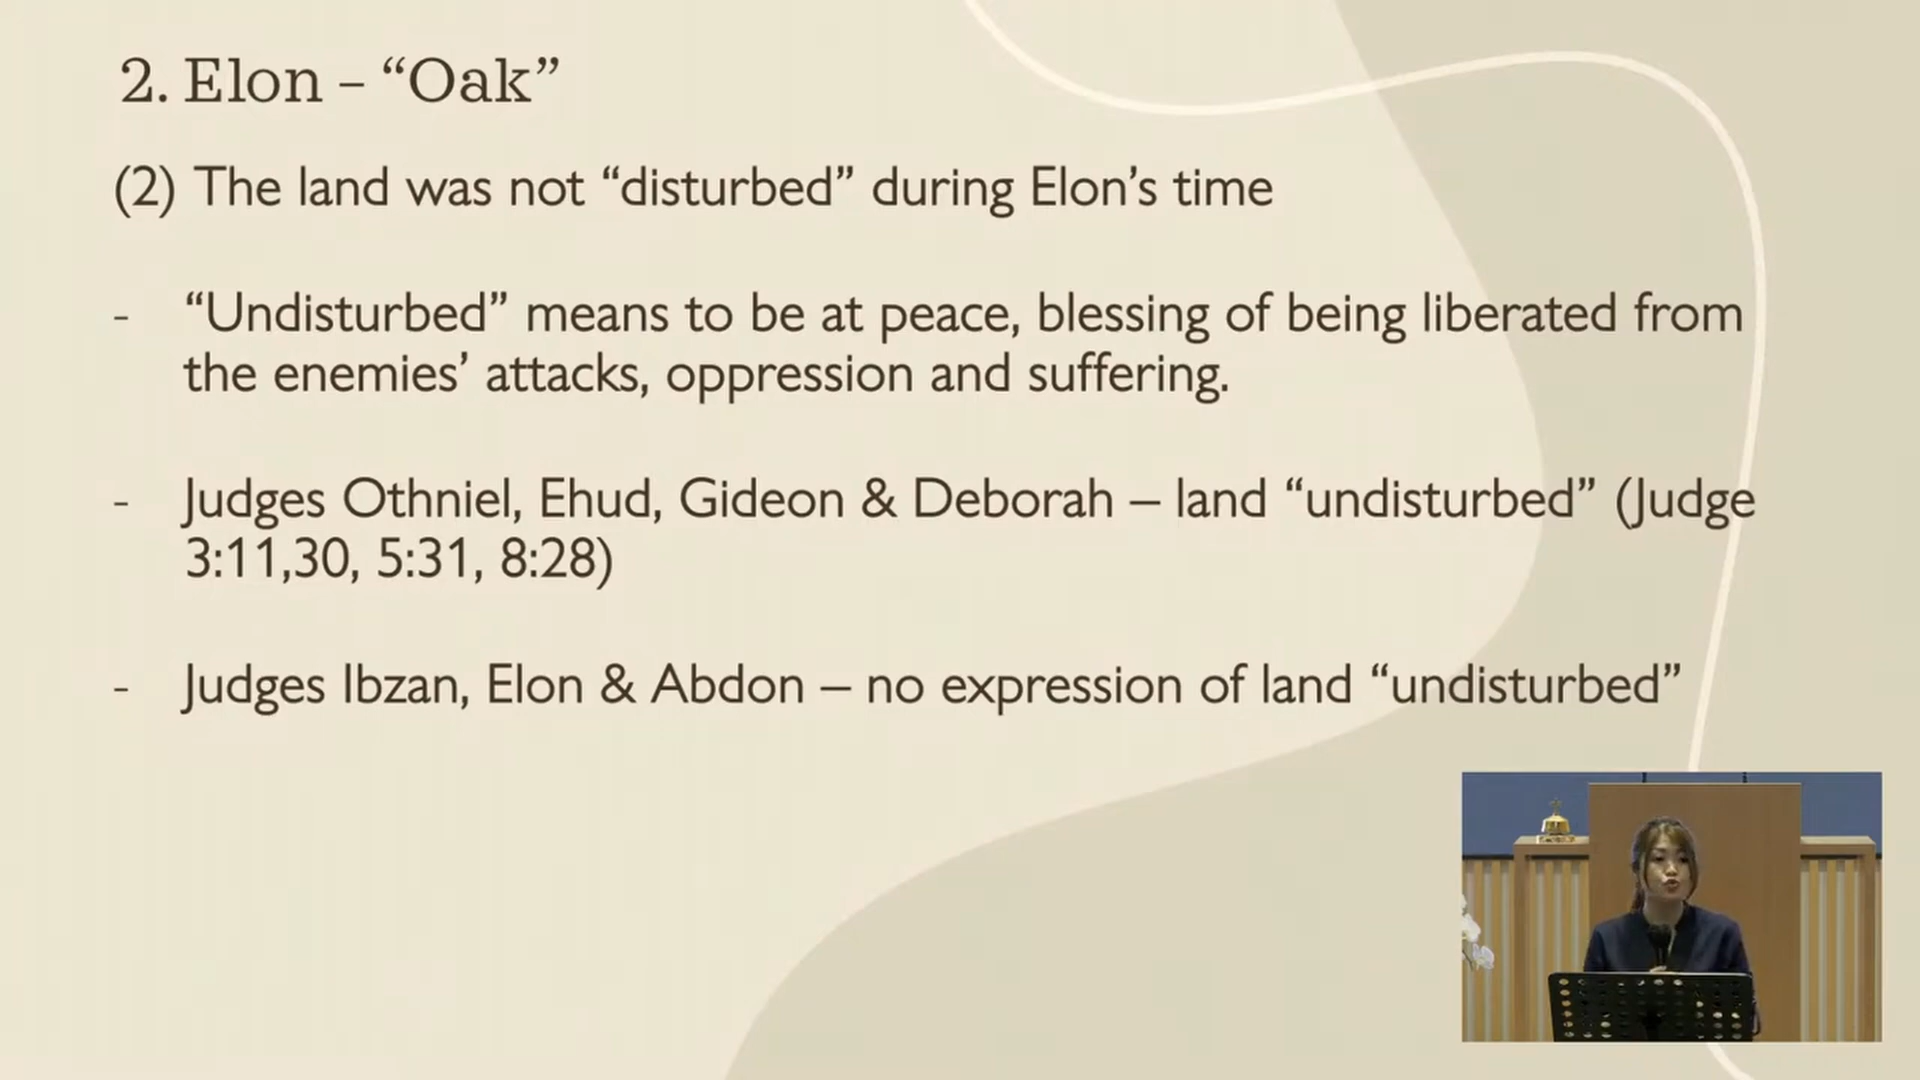 2. Elon – “Oak”
(2) The land was not “disturbed” during Elon’s time
- “Undisturbed” means to be at peace, blessing of being liberated from
the enemies’ attacks, oppression and suffering.
- Judges Othniel, Ehud, Gideon & Deborah – land “undisturbed” (Judge
3:11,30, 5:31, 8:28)
- Judges Ibzan, Elon & Abdon – no expression of land “undisturbed”